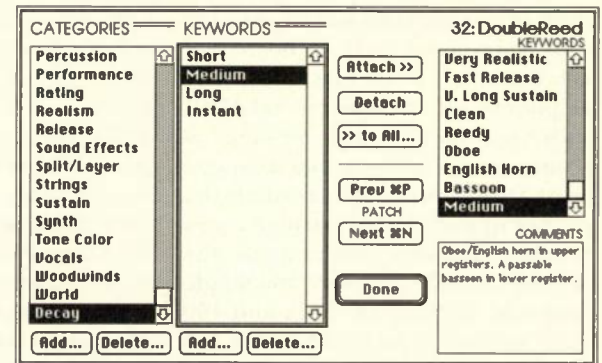 CATEGORIES
Percussion
Performance
Rating
Realism
Release
Sound Effects
Split/Layer
Strings
Sustain
Synth
Tone Color
Vocals
Woodwinds
World
Decay
Add...
Delete...
KEYWORDS
Short
Medium
Long
Instant
Add...
Delete...
Attach >>
Detach
>> to All...
Prev ⌘P
PATCH
Next ⌘N
Done
32: DoubleReed
KEYWORDS
Very Realistic
Fast Release
V. Long Sustain
Clean
Reedy
Oboe
English Horn
Bassoon
Medium
COMMENTS
Oboe/English horn in upper
registers. A passable
bassoon in lower register.